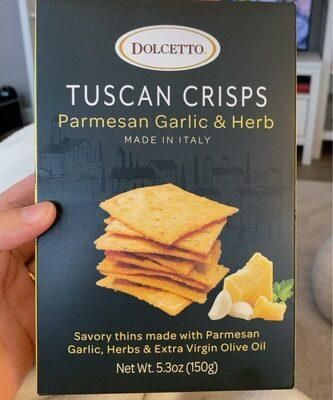 DOLCETTO
TUSCAN CRISPS
Parmesan Garlic & Herb
MADE IN ITALY
Savory thins made with Parmesan
Garlic, Herbs & Extra Virgin Olive Oil
Net Wt. 5.3oz (150g)